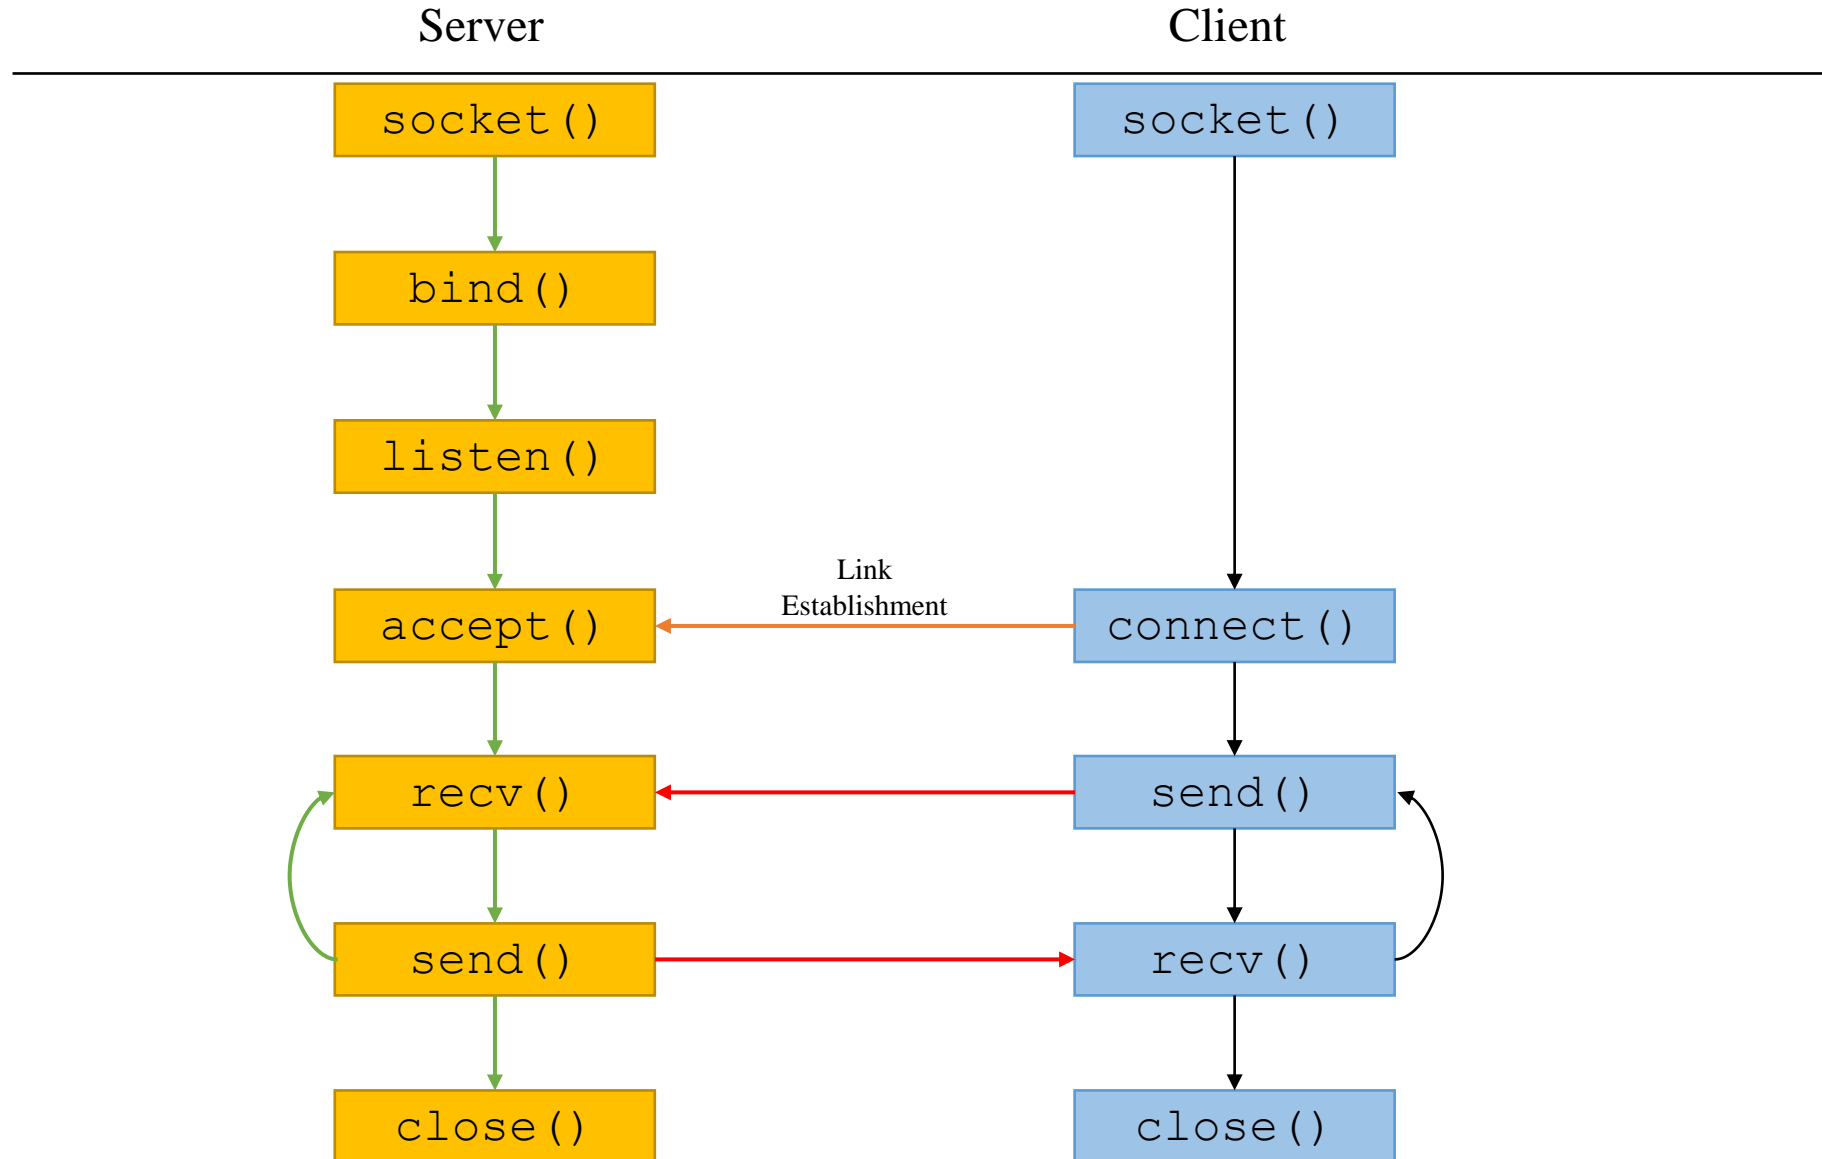 Server
Client
socket()
socket()
bind()
listen()
Link
Establishment
accept()
connect()
recv()
send()
send()
recv()
close()
close()